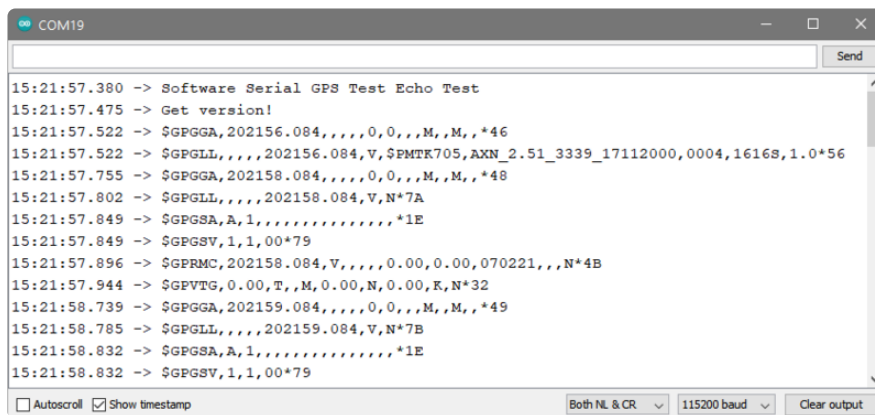 COM19
Send
15:21:57.380 -> Software Serial GPS Test Echo Test
15:21:57.475 -> Get version!
15:21:57.522 -> $GPGGA,202156.084,,,,,0,0,,,M,,M,,*46
15:21:57.522 -> $GPGLL,,,,,202156.084,V,$PMTK705,AXN_2.51_3339_17112000,0004,1616S,1.0*56
15:21:57.755 -> $GPGGA,202158.084,,,,,0,0,,,M,,M,,*48
15:21:57.802 -> $GPGLL,,,,,202158.084,V,N*7A
15:21:57.849 -> $GPGSA,A,1,,,,,,,,,,,,,,,*1E
15:21:57.849 -> $GPGSV,1,1,00*79
15:21:57.896 -> $GPRMC,202158.084,V,,,,,0.00,0.00,070221,,,N*4B
15:21:57.944 -> $GPVTG,0.00,T,,M,0.00,N,0.00,K,N*32
15:21:58.739 -> $GPGGA,202159.084,,,,,0,0,,,M,,M,,*49
15:21:58.785 -> $GPGLL,,,,,202159.084,V,N*7B
15:21:58.832 -> $GPGSA,A,1,,,,,,,,,,,,,,,*1E
15:21:58.832 -> $GPGSV,1,1,00*79
Autoscroll Show timestamp Both NL & CR 115200 baud Clear output